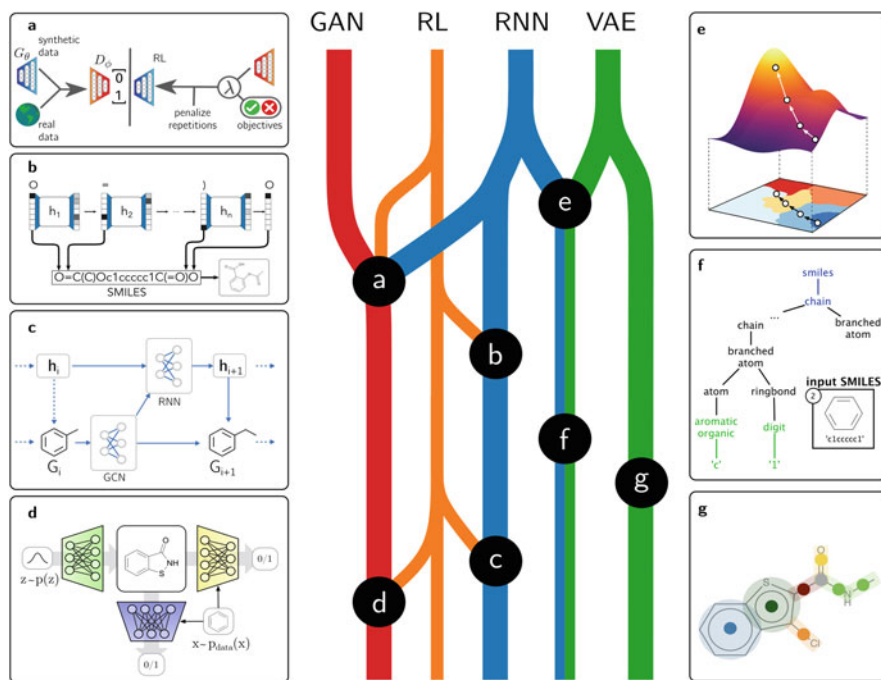 GAN RL RNN VAE
a
synthetic
data
Gθ
real
data
Dϕ
0
1
RL
λ
penalize
repetitions
objectives
b
O = ) O
h1 h2 ... hn
O=C(C)Oc1ccccc1C(=O)O
SMILES
c
hi
RNN
hi+1
Gi
GCN
Gi+1
d
z~p(z)
O
NH
S
0/1
x~pdata(x)
0/1
a
b
c
d
e
f
g
e
f
smiles
chain
...
chain
branched
atom
branched
atom
atom
ringbond
aromatic
organic
digit
'c'
'1'
input SMILES
2
'c1ccccc1'
g
O
S
N
H
Cl